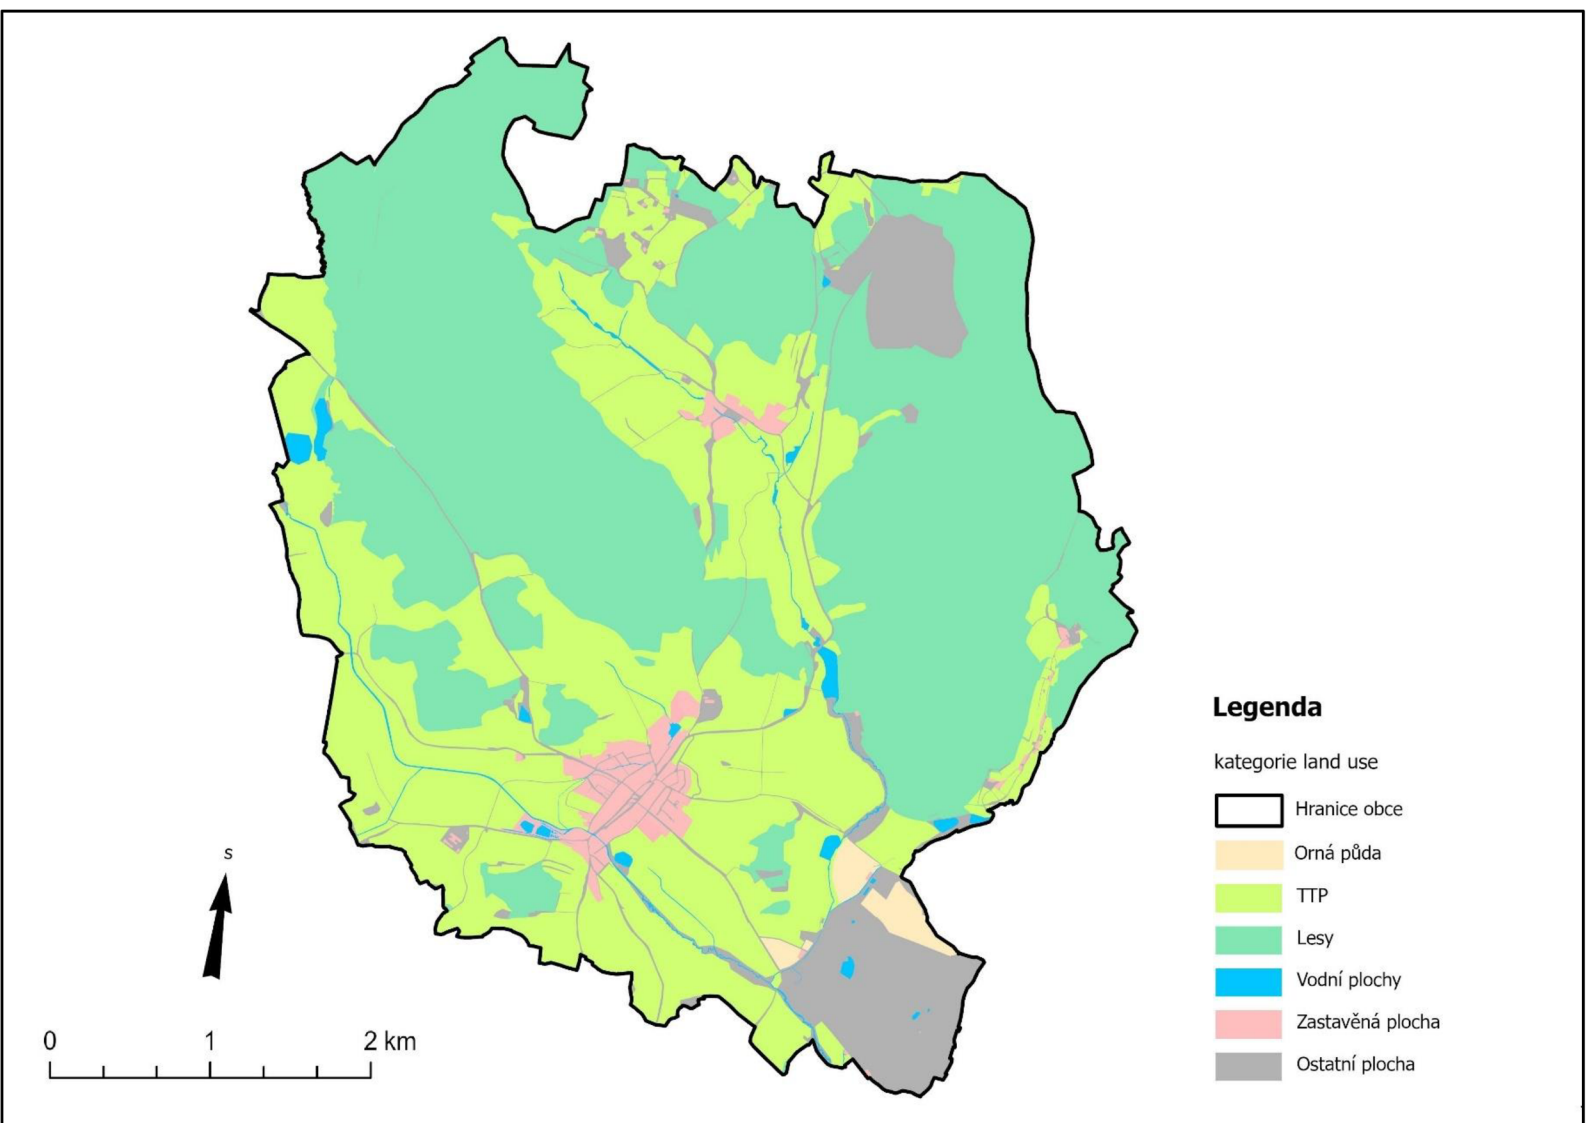 Legenda
kategorie land use
Hranice obce
Orná půda
TTP
Lesy
Vodní plochy
Zastavěná plocha
Ostatní plocha
s
0 1 2 km